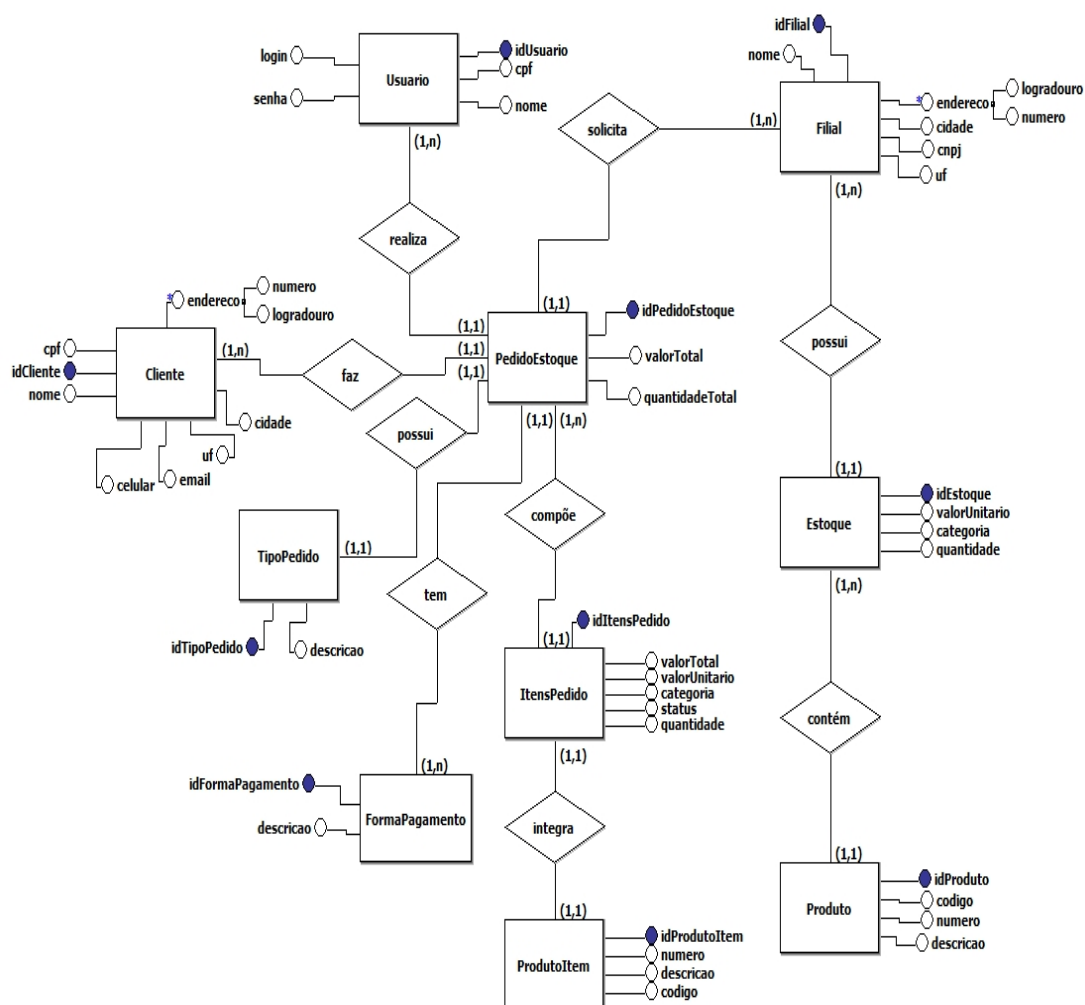 idFilial
login
Usuario
idUsuario
cpf
senha
nome
nome
solicita
(1,n)
Filial
* endereco
logradouro
numero
cidade
cnpj
uf
(1,n)
(1,n)
realiza
* endereco
numero
logradouro
cpf
idCliente
nome
Cliente
(1,n)
faz
(1,1)
(1,1)
(1,1)
(1,1)
PedidoEstoque
idPedidoEstoque
valorTotal
quantidadeTotal
possui
cidade
uf
celular
email
possui
(1,1)
(1,n)
(1,1)
Estoque
idEstoque
valorUnitario
categoria
quantidade
(1,n)
compõe
TipoPedido
(1,1)
idTipoPedido
descricao
tem
idItensPedido
(1,1)
ItensPedido
valorTotal
valorUnitario
categoria
status
quantidade
(1,1)
contém
(1,n)
idFormaPagamento
descricao
FormaPagamento
integra
(1,1)
Produto
idProduto
codigo
numero
descricao
(1,1)
ProdutoItem
idProdutoItem
numero
descricao
codigo